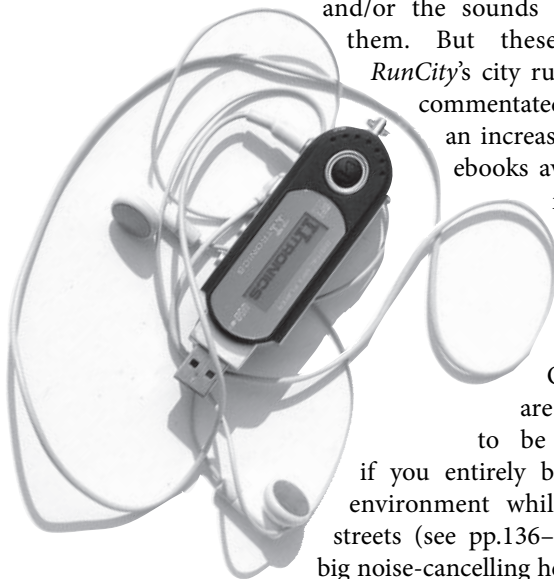 and/or the sounds
them. But these
RunCity's city ru
commentated
an increas
ebooks av
are
to be
if you entirely b
environment whil
streets (see pp.136–
big noise-cancelling he